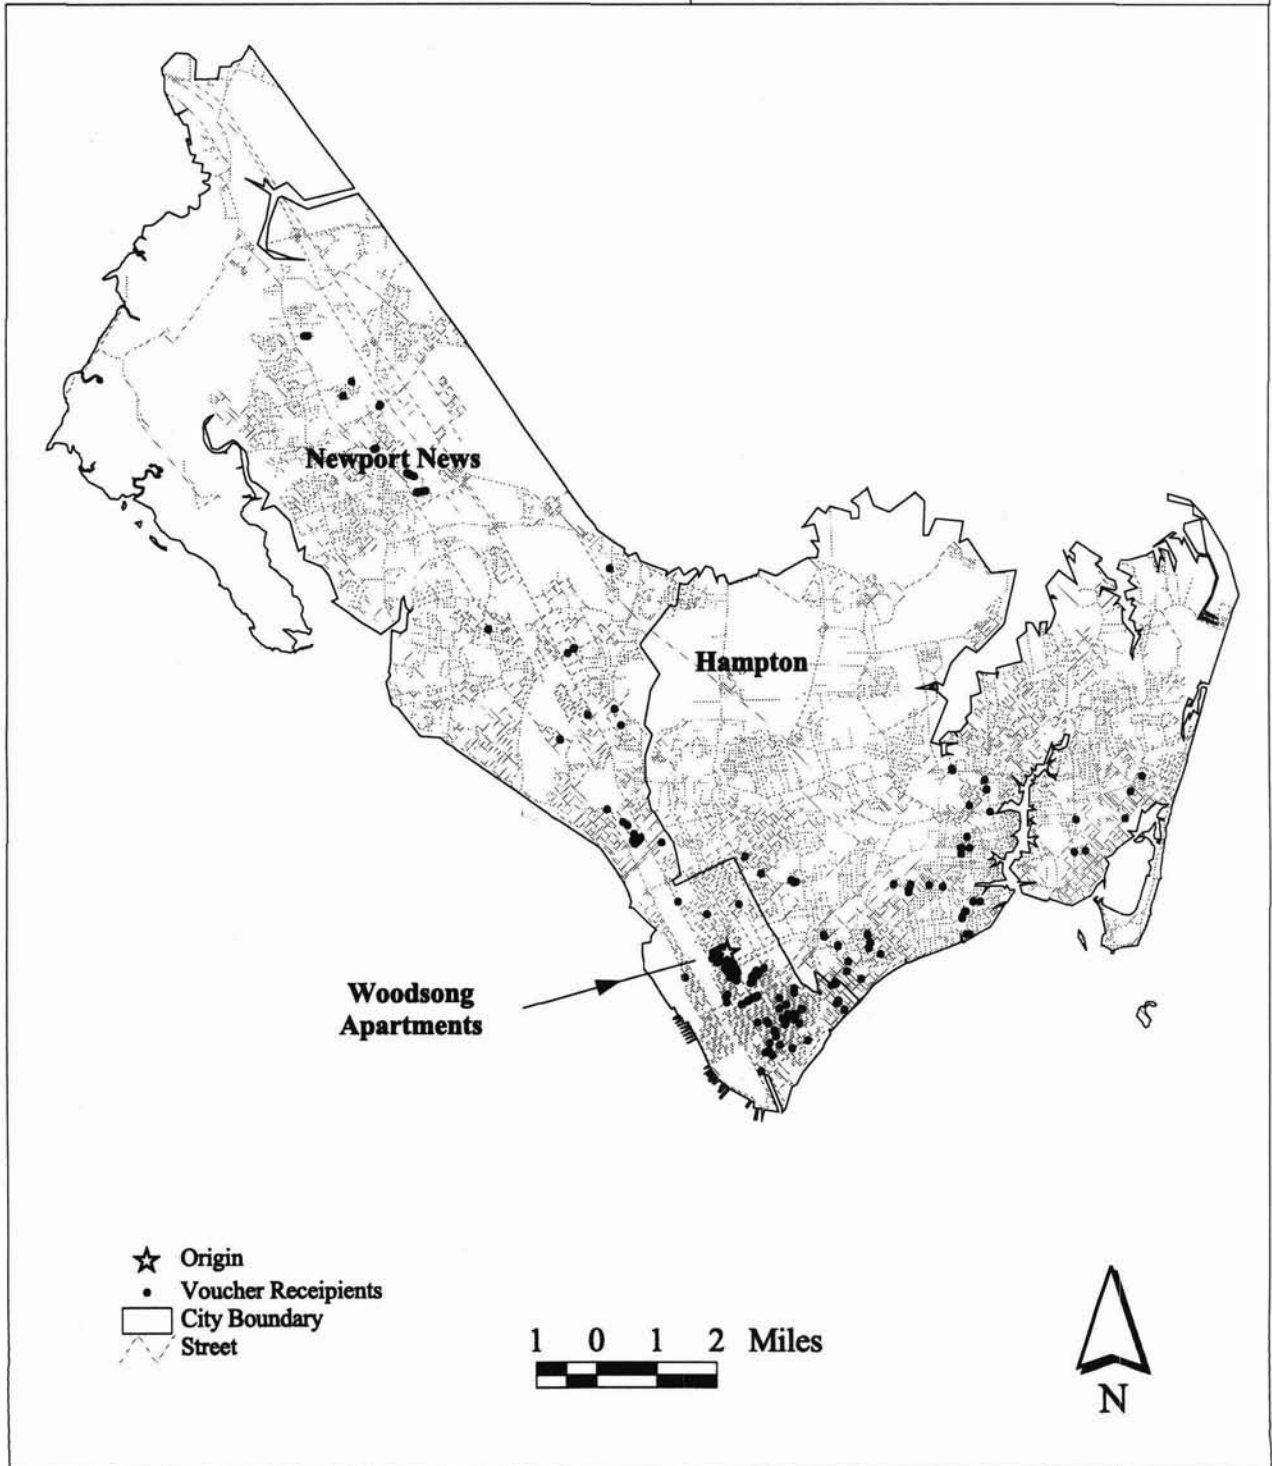 Newport News
Hampton
Woodsong
Apartments
Origin
Voucher Receipients
City Boundary
Street
1 0 1 2 Miles
N